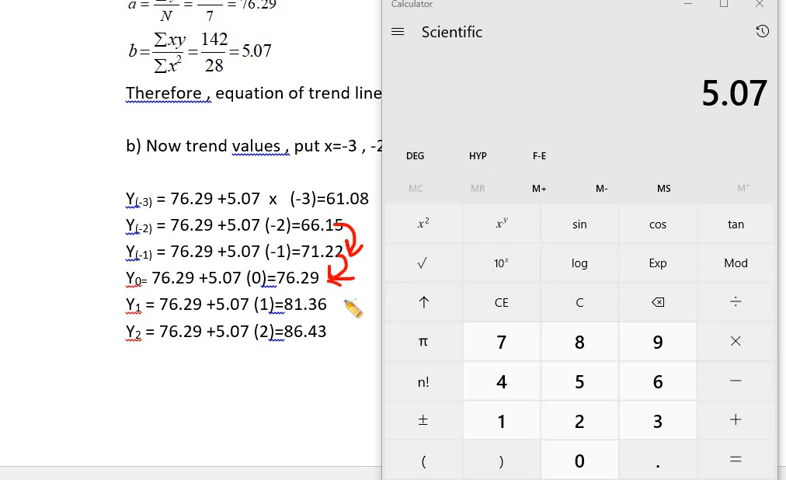 a = N = 7 = 76.29
b = Σxy / Σx² = 142 / 28 = 5.07
Therefore , equation of trend line
b) Now trend values , put x=-3 , -2
Y(-3) = 76.29 +5.07 x (-3)=61.08
Y(-2) = 76.29 +5.07 (-2)=66.15
Y(-1) = 76.29 +5.07 (-1)=71.22
Y0= 76.29 +5.07 (0)=76.29
Y1 = 76.29 +5.07 (1)=81.36
Y2 = 76.29 +5.07 (2)=86.43
Calculator
Scientific
5.07
DEG HYP F-E
MC MR M+ M- MS M˅
x² xʸ sin cos tan
√ 10ˣ log Exp Mod
↑ CE C ⌫ ÷
π 7 8 9 ×
n! 4 5 6 −
± 1 2 3 +
( ) 0 . =